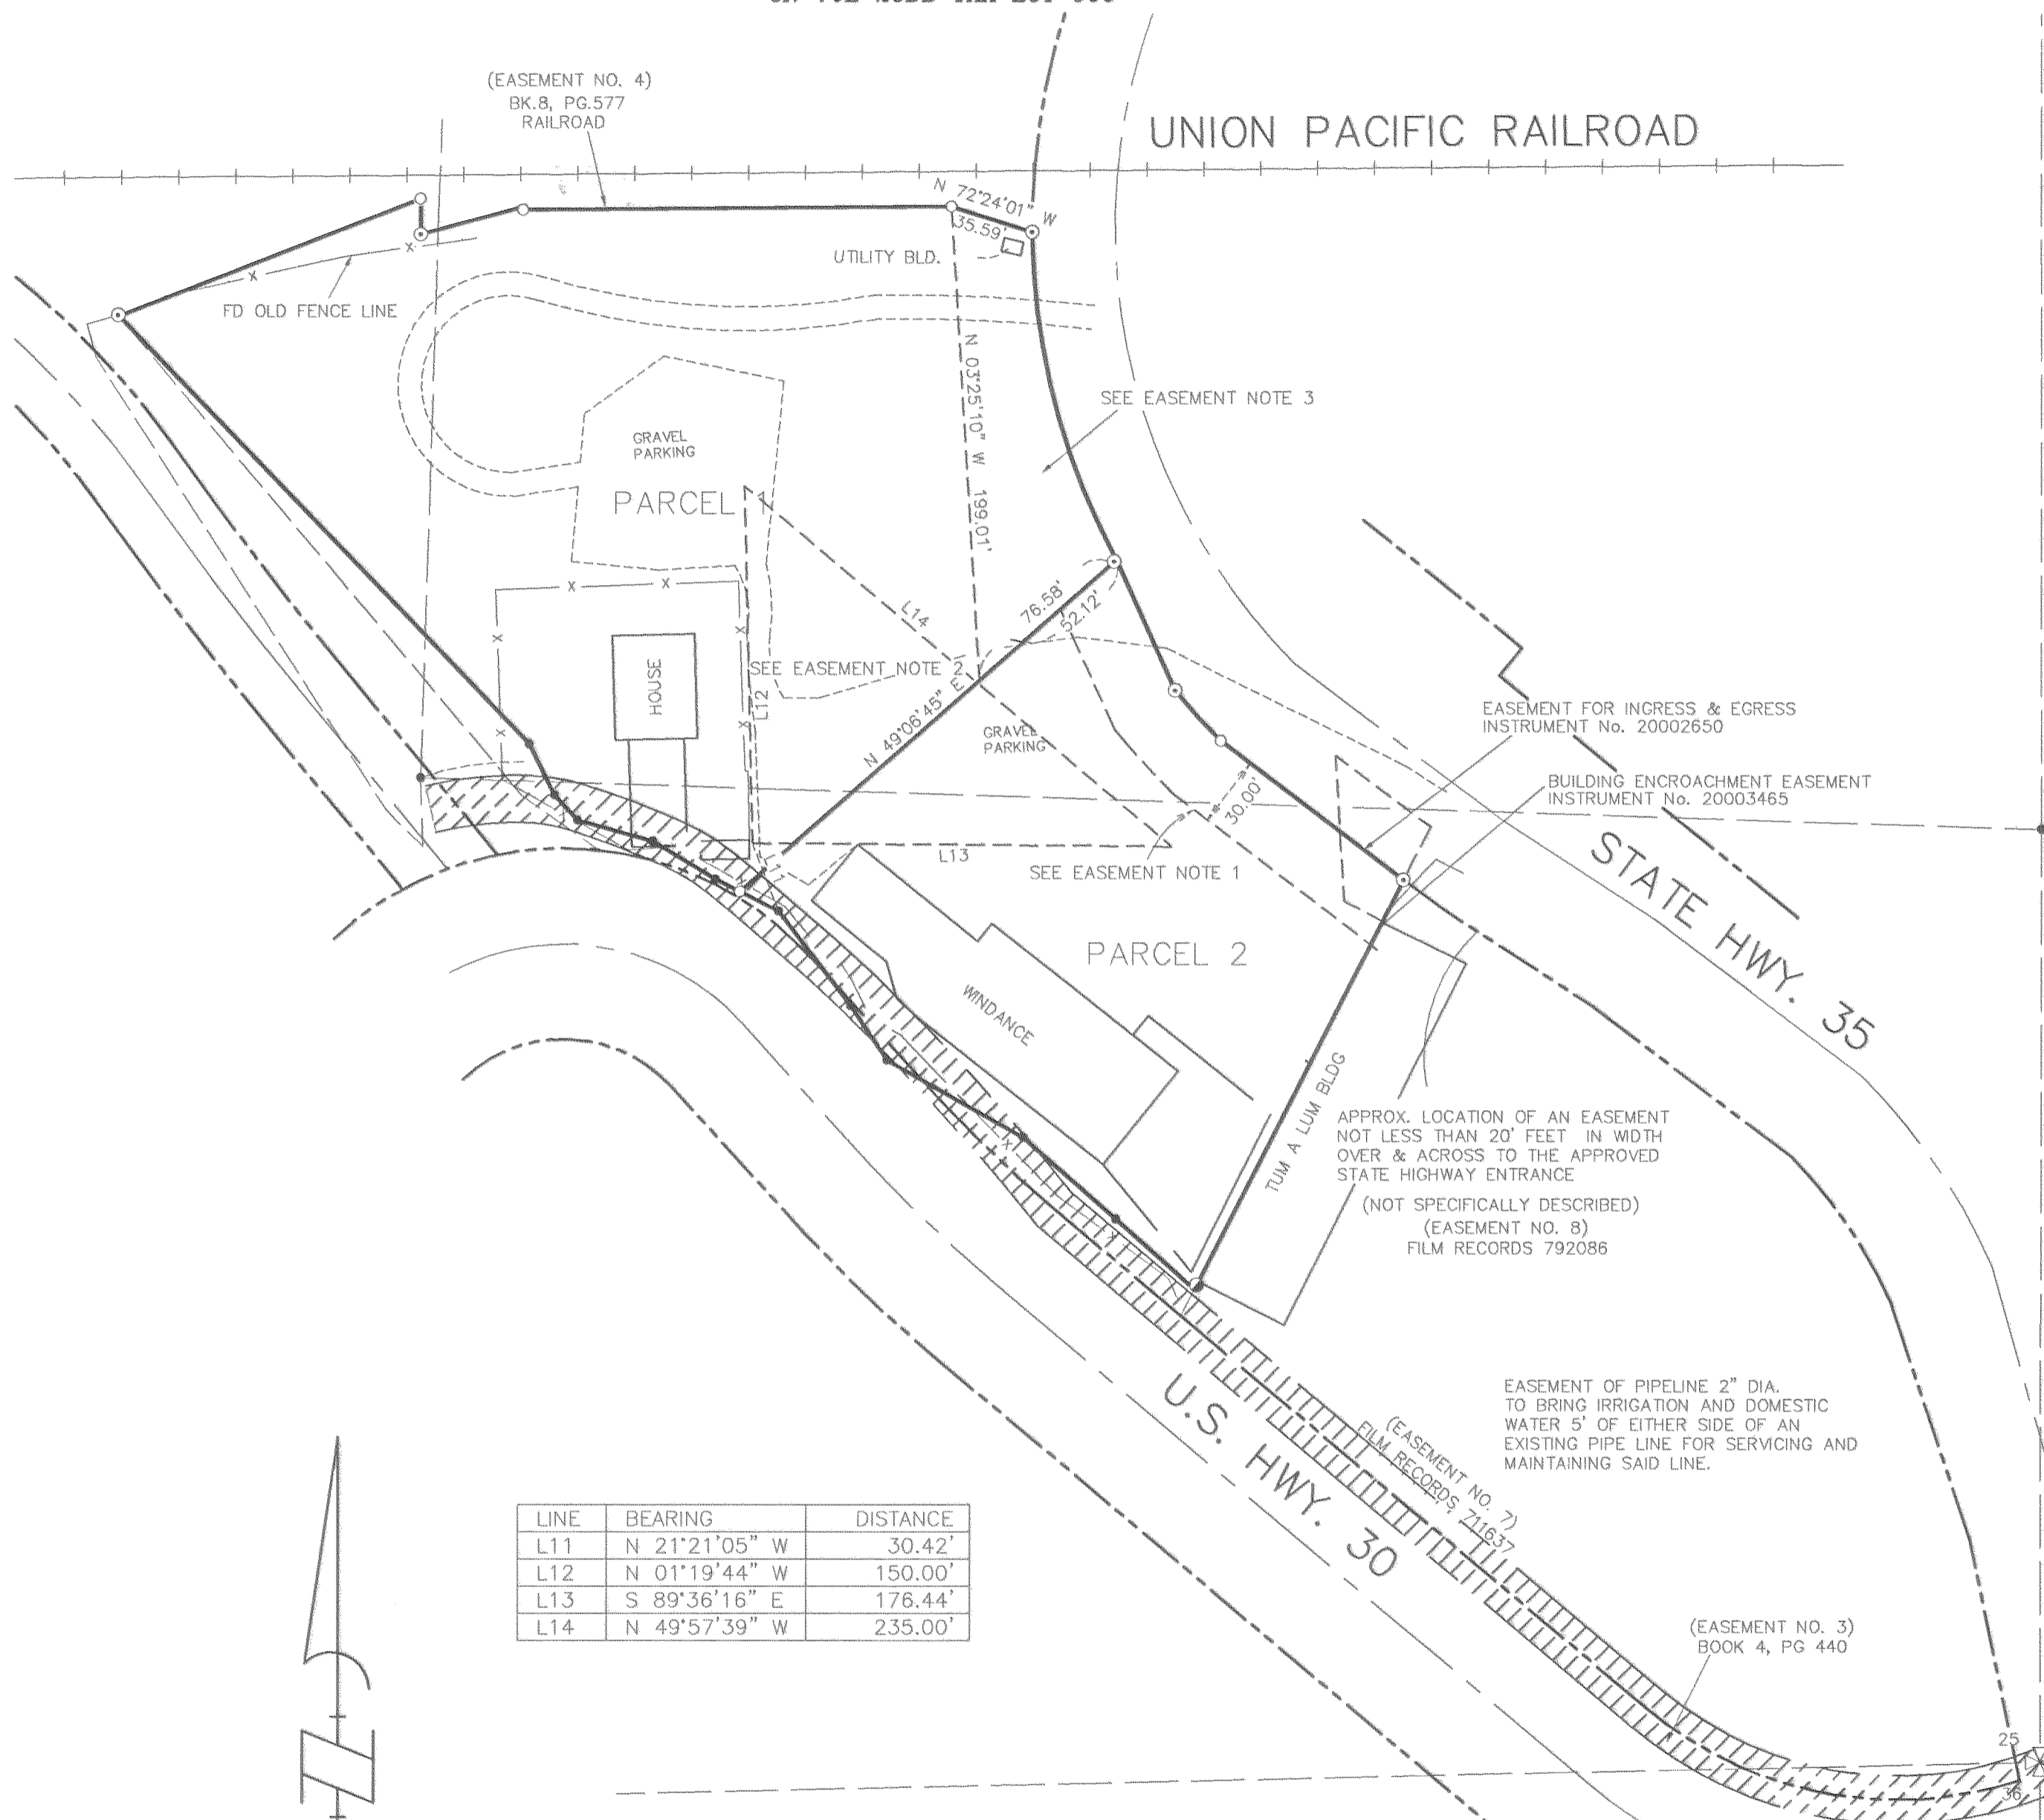 (EASEMENT NO. 4)
BK.8, PG.577
RAILROAD
UNION PACIFIC RAILROAD
N 72°24'01" W
35.59'
UTILITY BLD.
FD OLD FENCE LINE
N 03°25'10" W 199.01'
SEE EASEMENT NOTE 3
GRAVEL
PARKING
PARCEL 1
L14
76.58'
52.12'
HOUSE
SEE EASEMENT NOTE 2
L12
N 49°06'45" E
GRAVEL
PARKING
EASEMENT FOR INGRESS & EGRESS
INSTRUMENT No. 20002650
BUILDING ENCROACHMENT EASEMENT
INSTRUMENT No. 20003465
30.00'
L13
SEE EASEMENT NOTE 1
STATE HWY. 35
PARCEL 2
WINDANCE
TUM A LUM BLDG
APPROX. LOCATION OF AN EASEMENT
NOT LESS THAN 20' FEET IN WIDTH
OVER & ACROSS TO THE APPROVED
STATE HIGHWAY ENTRANCE
(NOT SPECIFICALLY DESCRIBED)
(EASEMENT NO. 8)
FILM RECORDS 792086
U.S. HWY. 30
(EASEMENT NO. 7)
FILM RECORDS 711637
EASEMENT OF PIPELINE 2" DIA.
TO BRING IRRIGATION AND DOMESTIC
WATER 5' OF EITHER SIDE OF AN
EXISTING PIPE LINE FOR SERVICING AND
MAINTAINING SAID LINE.
LINE BEARING DISTANCE
L11 N 21°21'05" W 30.42'
L12 N 01°19'44" W 150.00'
L13 S 89°36'16" E 176.44'
L14 N 49°57'39" W 235.00'
(EASEMENT NO. 3)
BOOK 4, PG 440
25
36